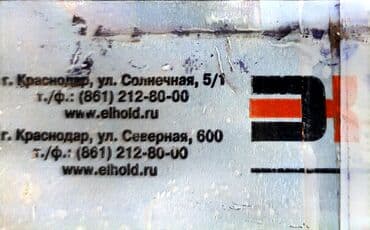 г. Краснодар, ул. Солнечная, 5/1
т./ф.: (861) 212-80-00
www.elhold.ru
г. Краснодар, ул. Северная, 600
т./ф.: (861) 212-80-00
www.elhold.ru